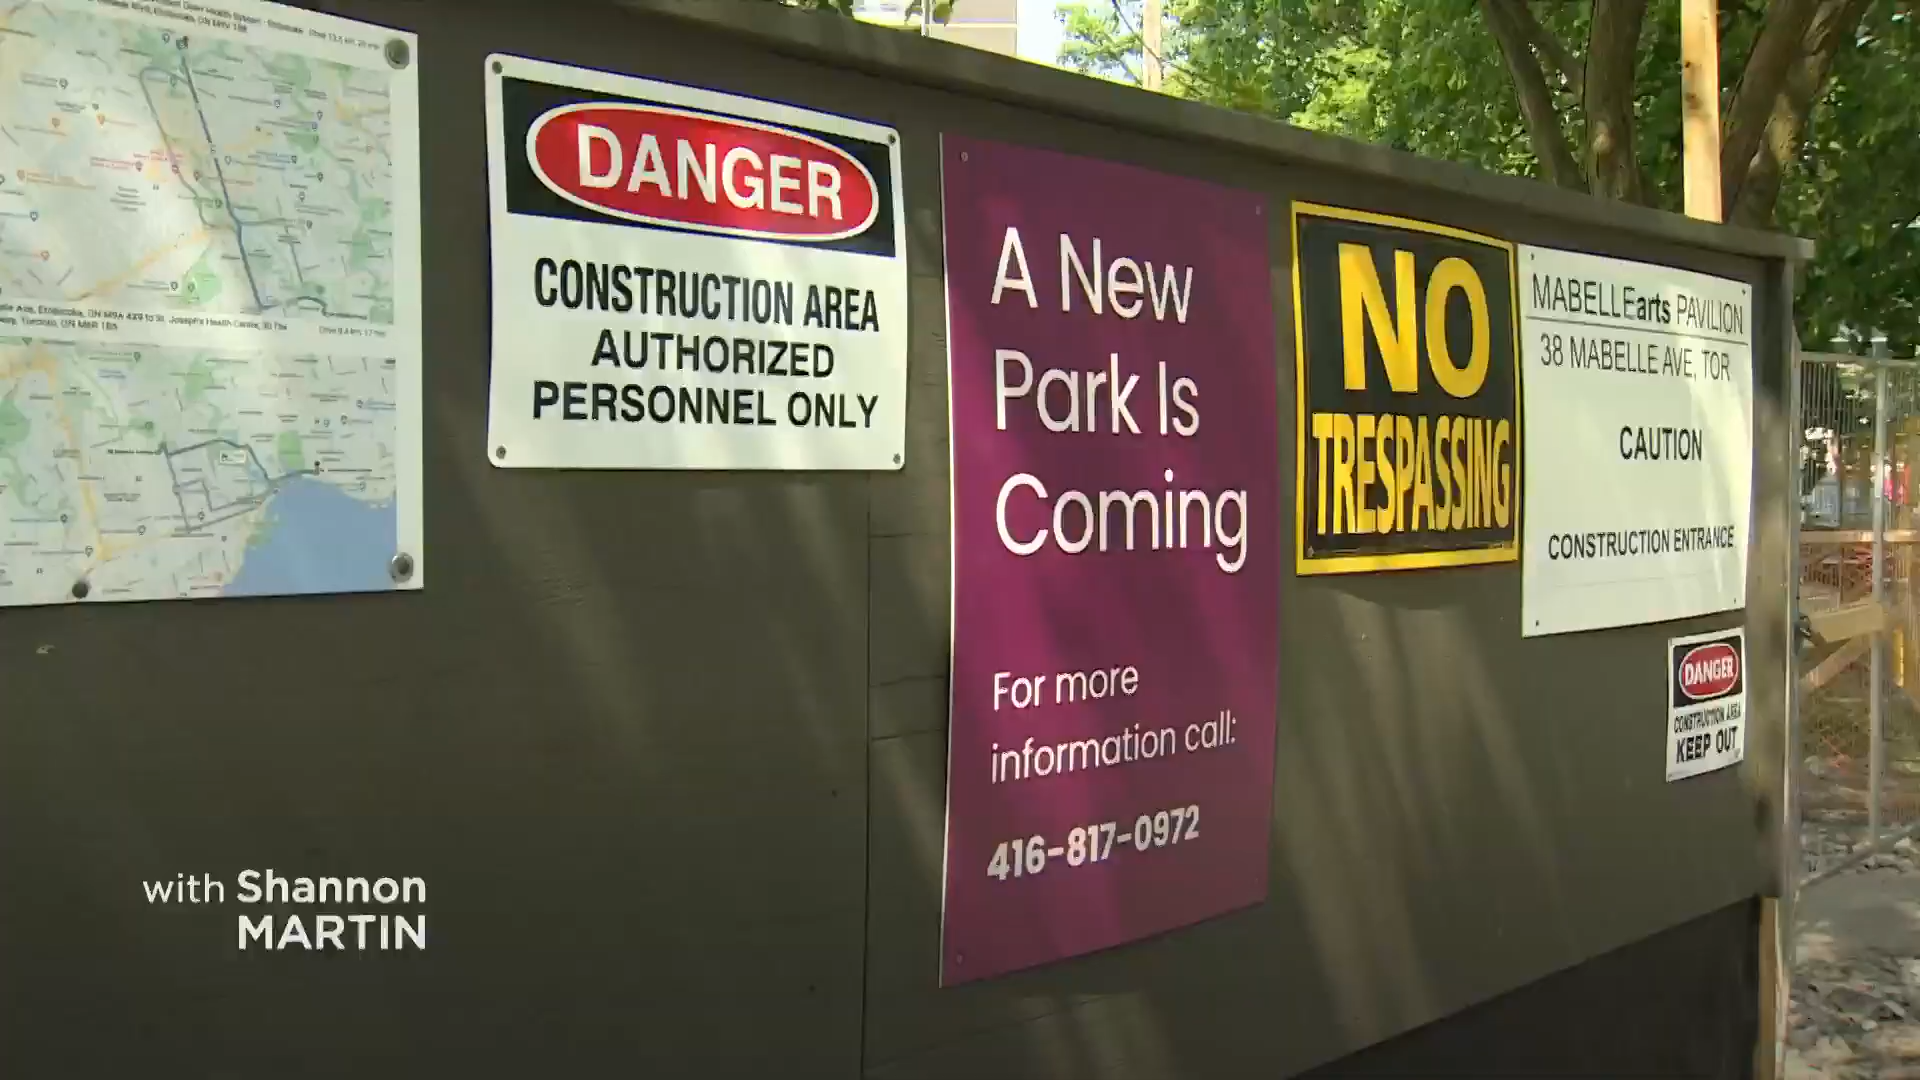 DANGER
CONSTRUCTION AREA
AUTHORIZED
PERSONNEL ONLY
A New
Park Is
Coming
For more
information call:
416-817-0972
NO
TRESPASSING
MABELLEarts PAVILION
38 MABELLE AVE, TOR
CAUTION
CONSTRUCTION ENTRANCE
DANGER
CONSTRUCTION AREA
KEEP OUT
with Shannon
MARTIN